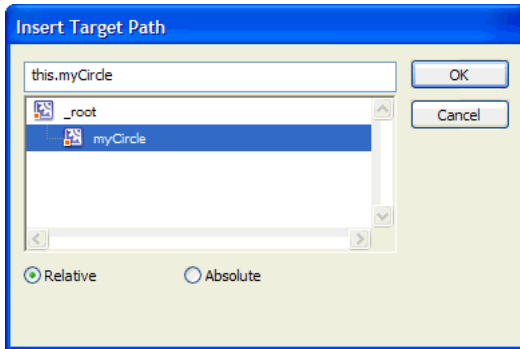 Insert Target Path
this.myCircle
OK
_root
Cancel
myCircle
Relative
Absolute